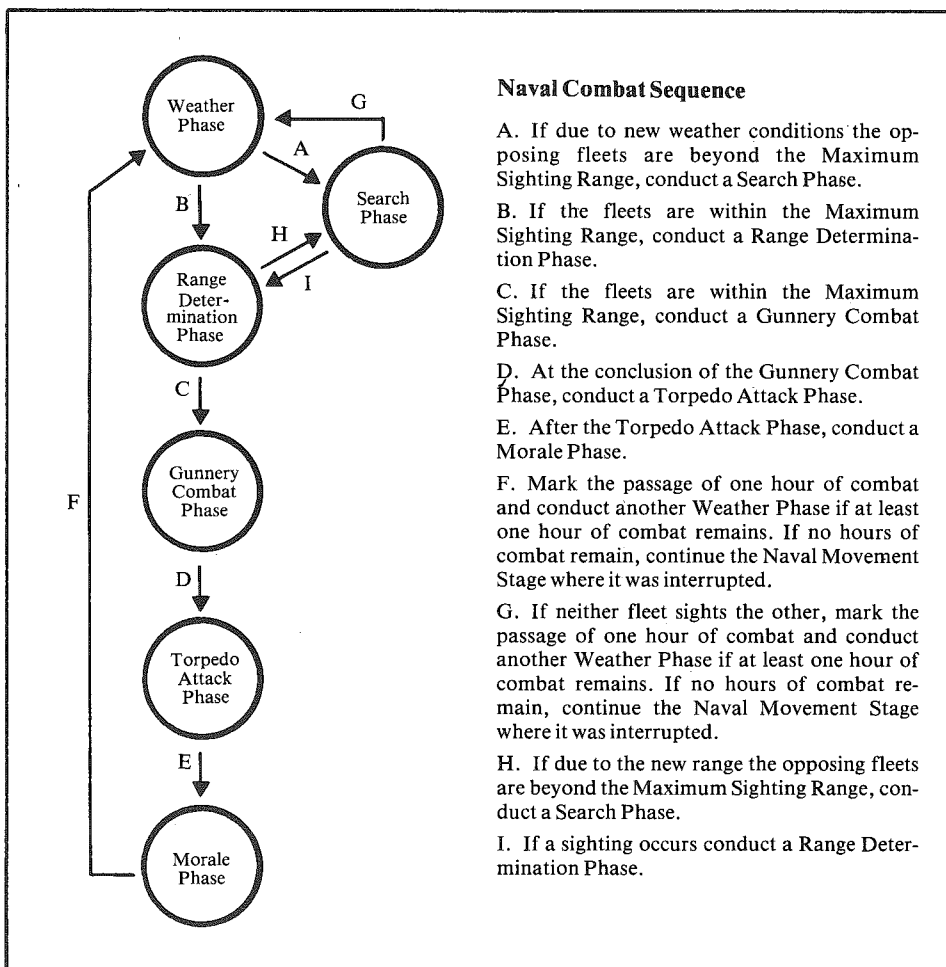 Weather
Phase
G
A
Search
Phase
B
H
I
Range
Deter-
mination
Phase
C
Gunnery
Combat
Phase
F
D
Torpedo
Attack
Phase
E
Morale
Phase
Naval Combat Sequence
A. If due to new weather conditions the op-
posing fleets are beyond the Maximum
Sighting Range, conduct a Search Phase.
B. If the fleets are within the Maximum
Sighting Range, conduct a Range Determina-
tion Phase.
C. If the fleets are within the Maximum
Sighting Range, conduct a Gunnery Combat
Phase.
D. At the conclusion of the Gunnery Combat
Phase, conduct a Torpedo Attack Phase.
E. After the Torpedo Attack Phase, conduct a
Morale Phase.
F. Mark the passage of one hour of combat
and conduct another Weather Phase if at least
one hour of combat remains. If no hours of
combat remain, continue the Naval Movement
Stage where it was interrupted.
G. If neither fleet sights the other, mark the
passage of one hour of combat and conduct
another Weather Phase if at least one hour of
combat remains. If no hours of combat re-
main, continue the Naval Movement Stage
where it was interrupted.
H. If due to the new range the opposing fleets
are beyond the Maximum Sighting Range, con-
duct a Search Phase.
I. If a sighting occurs conduct a Range Deter-
mination Phase.